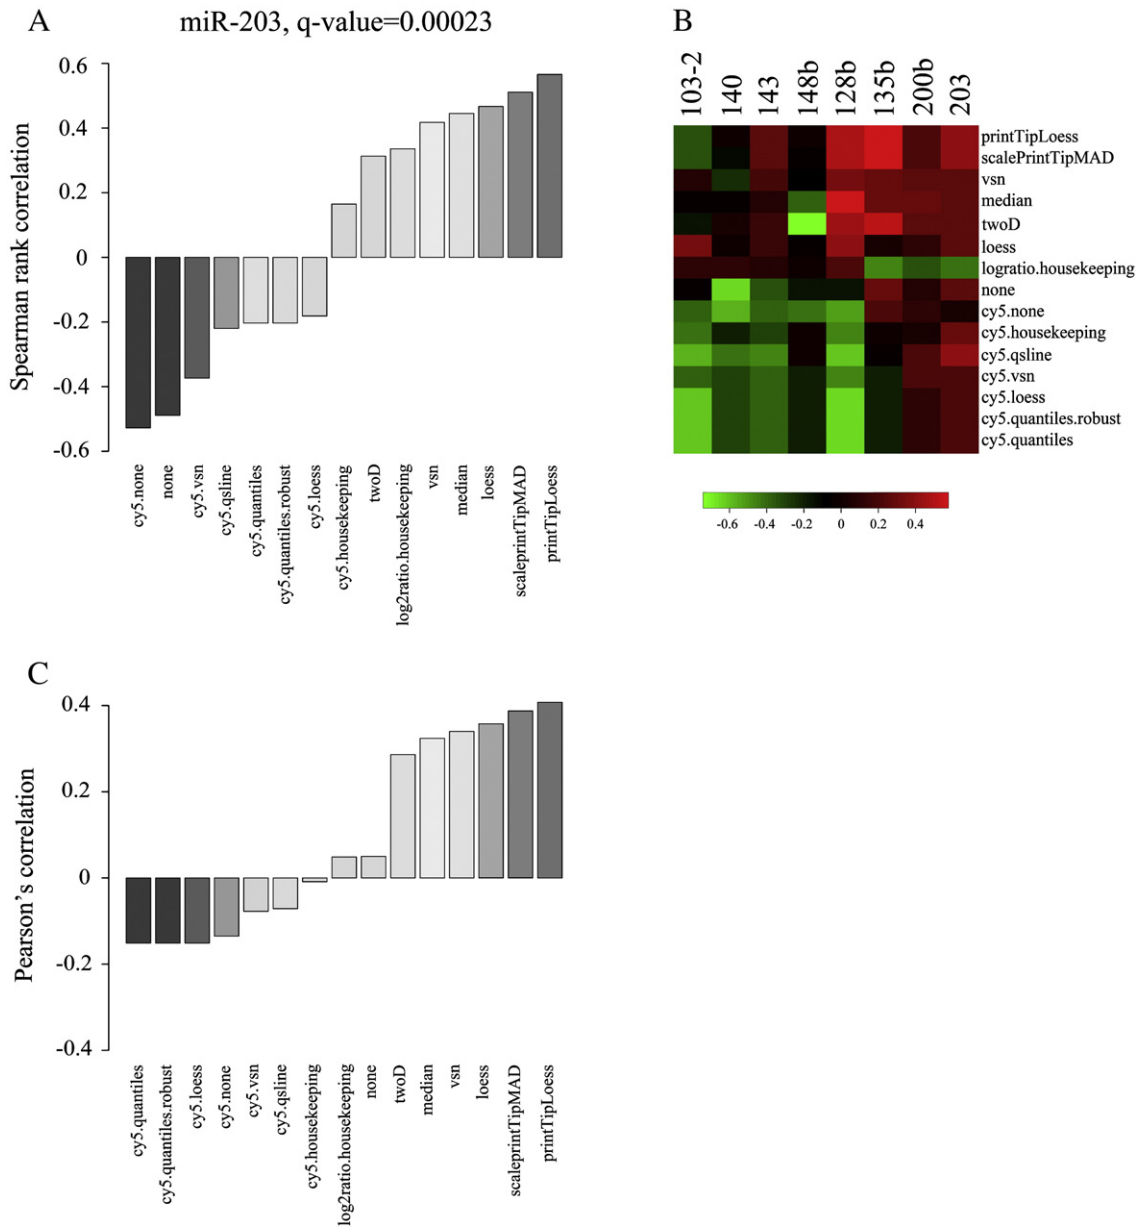 A
miR-203, q-value=0.00023
Spearman rank correlation
0.6
0.4
0.2
0
-0.2
-0.4
-0.6
cy5.none
none
cy5.vsn
cy5.qsline
cy5.quantiles
cy5.quantiles.robust
cy5.loess
cy5.housekeeping
twoD
log2ratio.housekeeping
vsn
median
loess
scaleprintTipMAD
printTipLoess
B
103-2
140
143
148b
128b
135b
200b
203
printTipLoess
scalePrintTipMAD
vsn
median
twoD
loess
logratio.housekeeping
none
cy5.none
cy5.housekeeping
cy5.qsline
cy5.vsn
cy5.loess
cy5.quantiles.robust
cy5.quantiles
-0.6 -0.4 -0.2 0 0.2 0.4
C
Pearson's correlation
0.4
0.2
0
-0.2
-0.4
cy5.quantiles
cy5.quantiles.robust
cy5.loess
cy5.none
cy5.vsn
cy5.qsline
cy5.housekeeping
log2ratio.housekeeping
none
twoD
median
vsn
loess
scaleprintTipMAD
printTipLoess